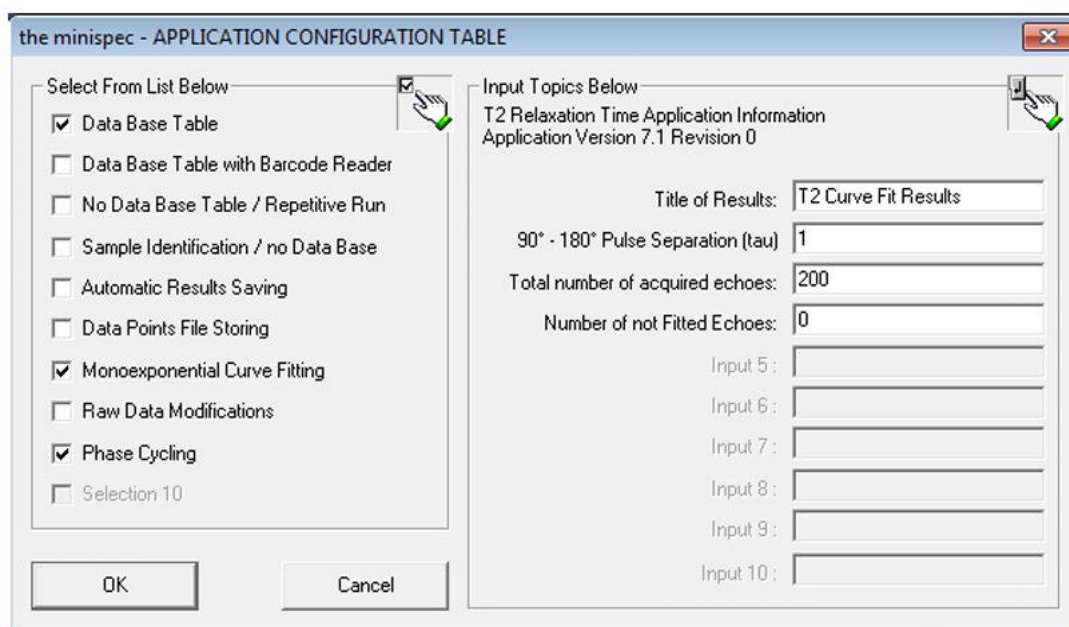 the minispec - APPLICATION CONFIGURATION TABLE
Select From List Below
Data Base Table
Data Base Table with Barcode Reader
No Data Base Table / Repetitive Run
Sample Identification / no Data Base
Automatic Results Saving
Data Points File Storing
Monoexponential Curve Fitting
Raw Data Modifications
Phase Cycling
Selection 10
OK
Cancel
Input Topics Below
T2 Relaxation Time Application Information
Application Version 7.1 Revision 0
Title of Results: T2 Curve Fit Results
90° - 180° Pulse Separation (tau) 1
Total number of acquired echoes: 200
Number of not Fitted Echoes: 0
Input 5 :
Input 6 :
Input 7 :
Input 8 :
Input 9 :
Input 10 :